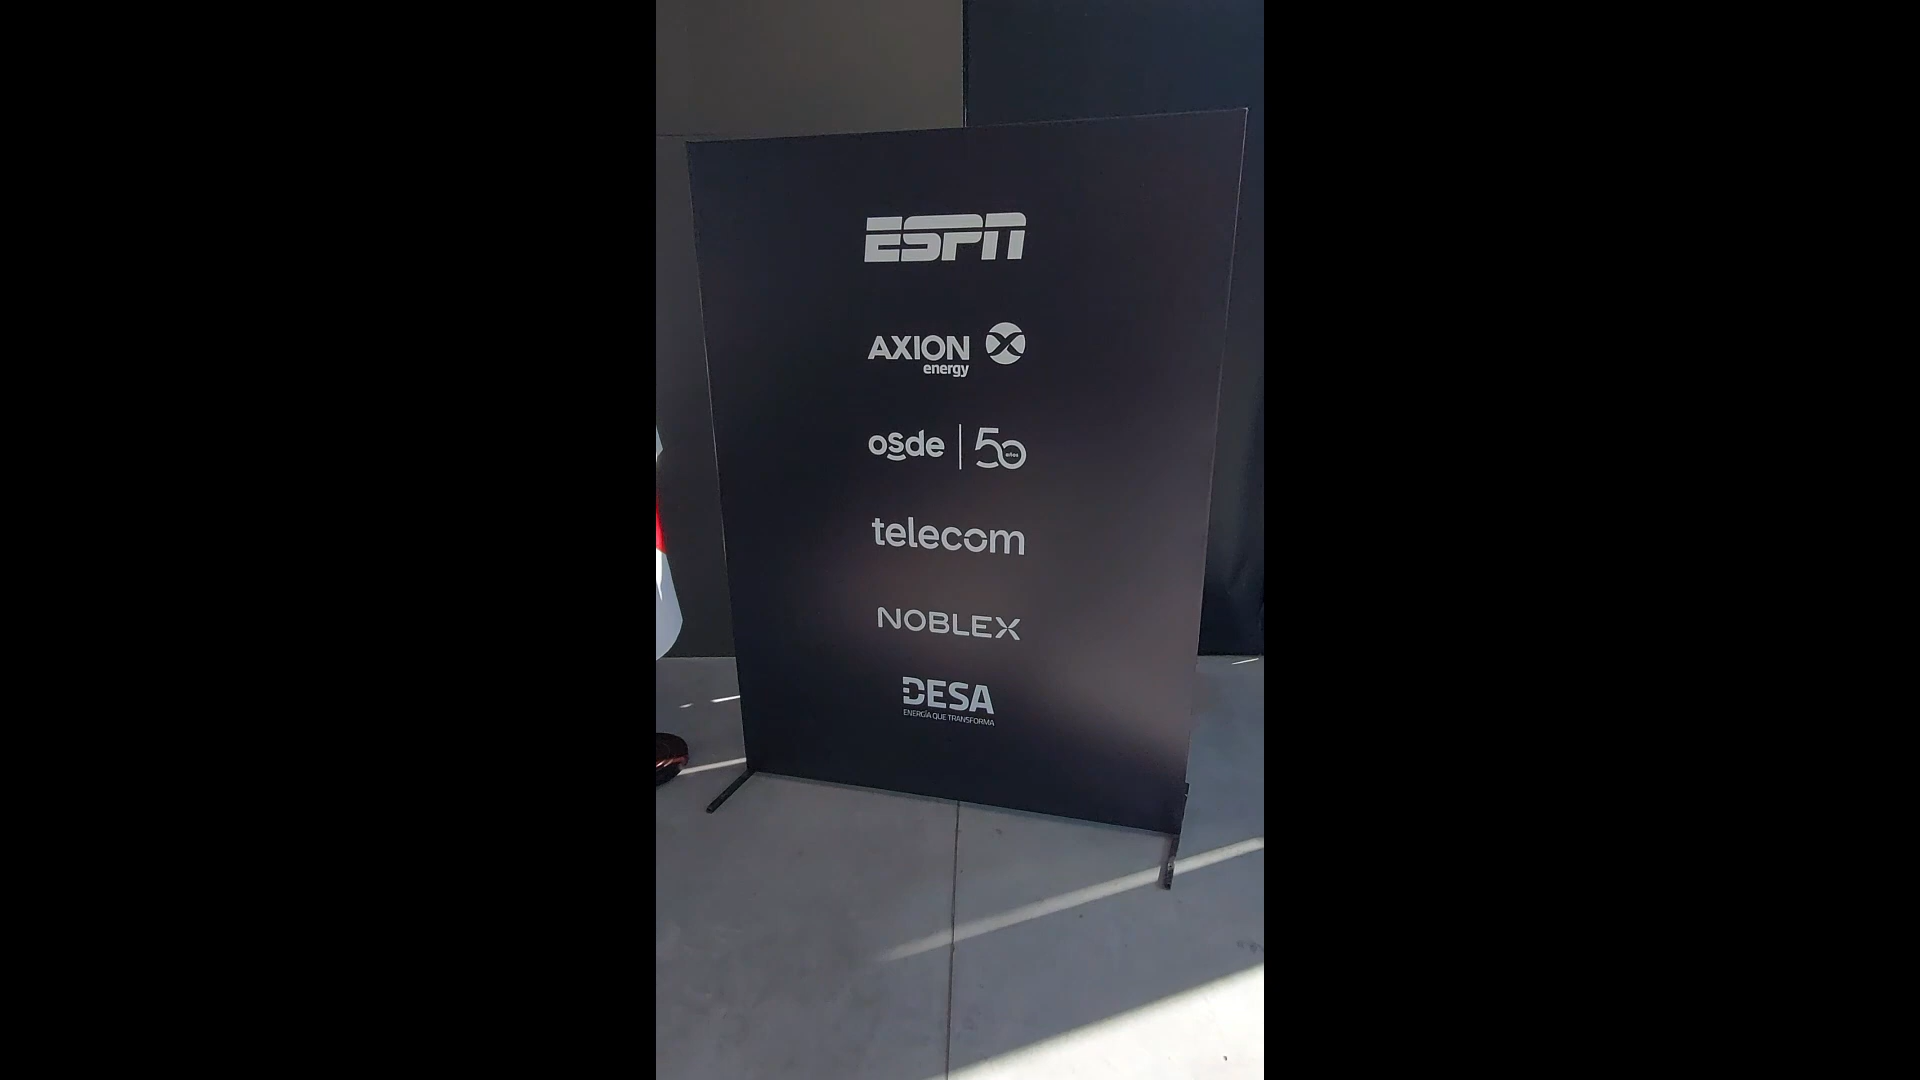 ESPN
AXION
energy
osde | 50
años
telecom
NOBLEX
DESA
ENERGÍA QUE TRANSFORMA